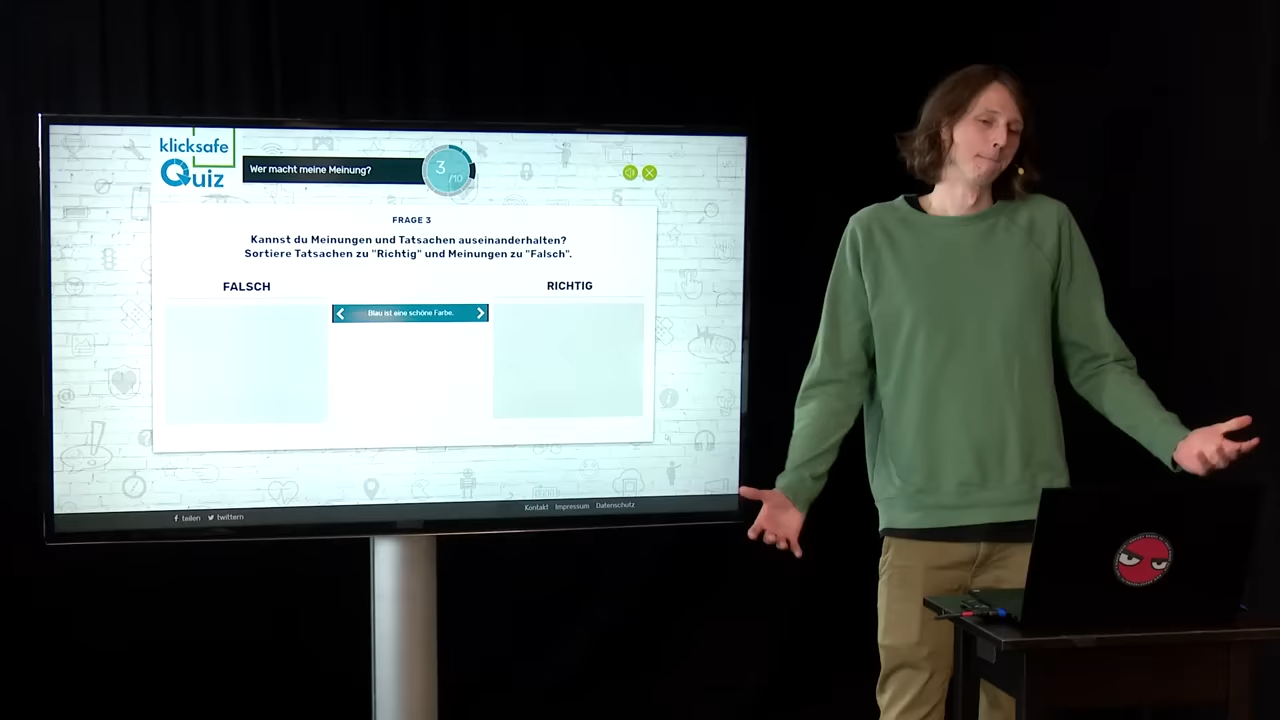 klicksafe
Quiz
Wer macht meine Meinung?
3
/10
FRAGE 3
Kannst du Meinungen und Tatsachen auseinanderhalten?
Sortiere Tatsachen zu "Richtig" und Meinungen zu "Falsch".
FALSCH
RICHTIG
Blau ist eine schöne Farbe.
teilen
twittern
Kontakt Impressum Datenschutz